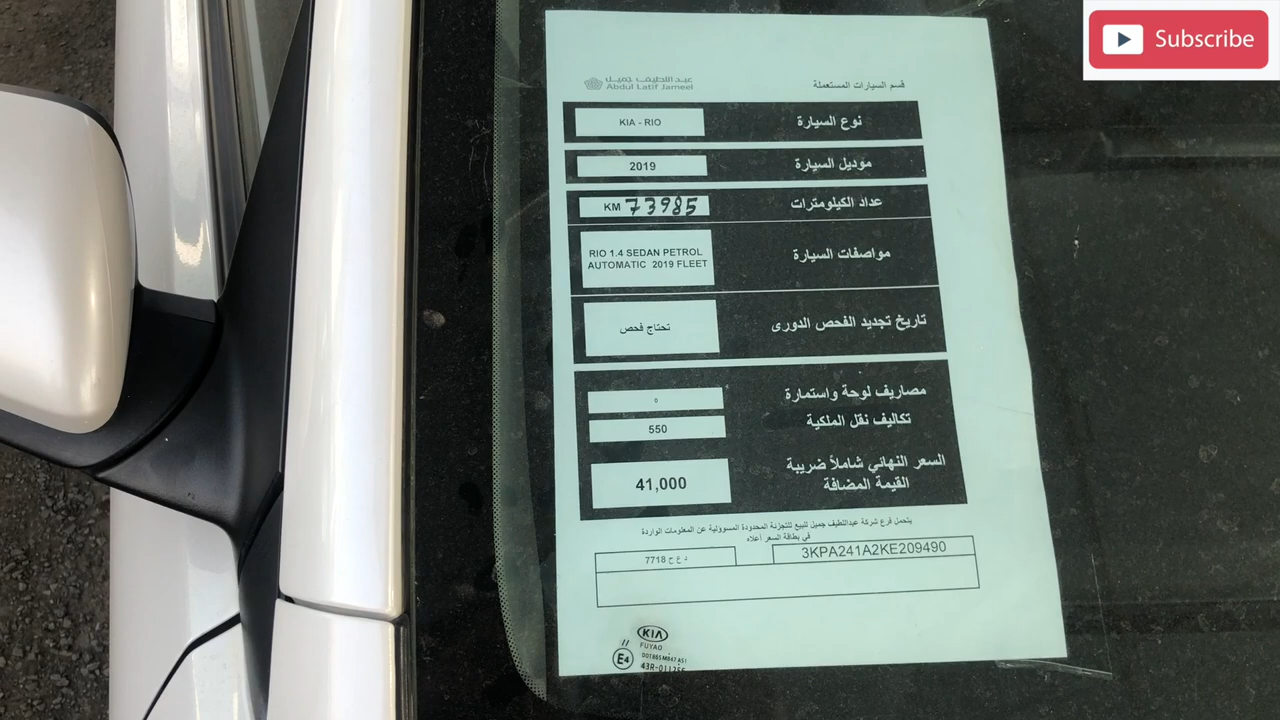 Subscribe
عبد اللطيف جميل
Abdul Latif Jameel
قسم السيارات المستعملة
نوع السيارة
KIA - RIO
موديل السيارة
2019
عداد الكيلومترات
KM 73985
مواصفات السيارة
RIO 1.4 SEDAN PETROL
AUTOMATIC 2019 FLEET
تاريخ تجديد الفحص الدورى
تحتاج فحص
مصاريف لوحة واستمارة
0
تكاليف نقل الملكية
550
السعر النهائي شاملاً ضريبة
القيمة المضافة
41,000
يتحمل فرع شركة عبداللطيف جميل للبيع للتجزئة المحدودة المسوؤلية عن المعلومات الواردة
في بطاقة السعر أعلاه
3KPA241A2KE209490
د ع ح 7718
KIA
FUYAO
E4